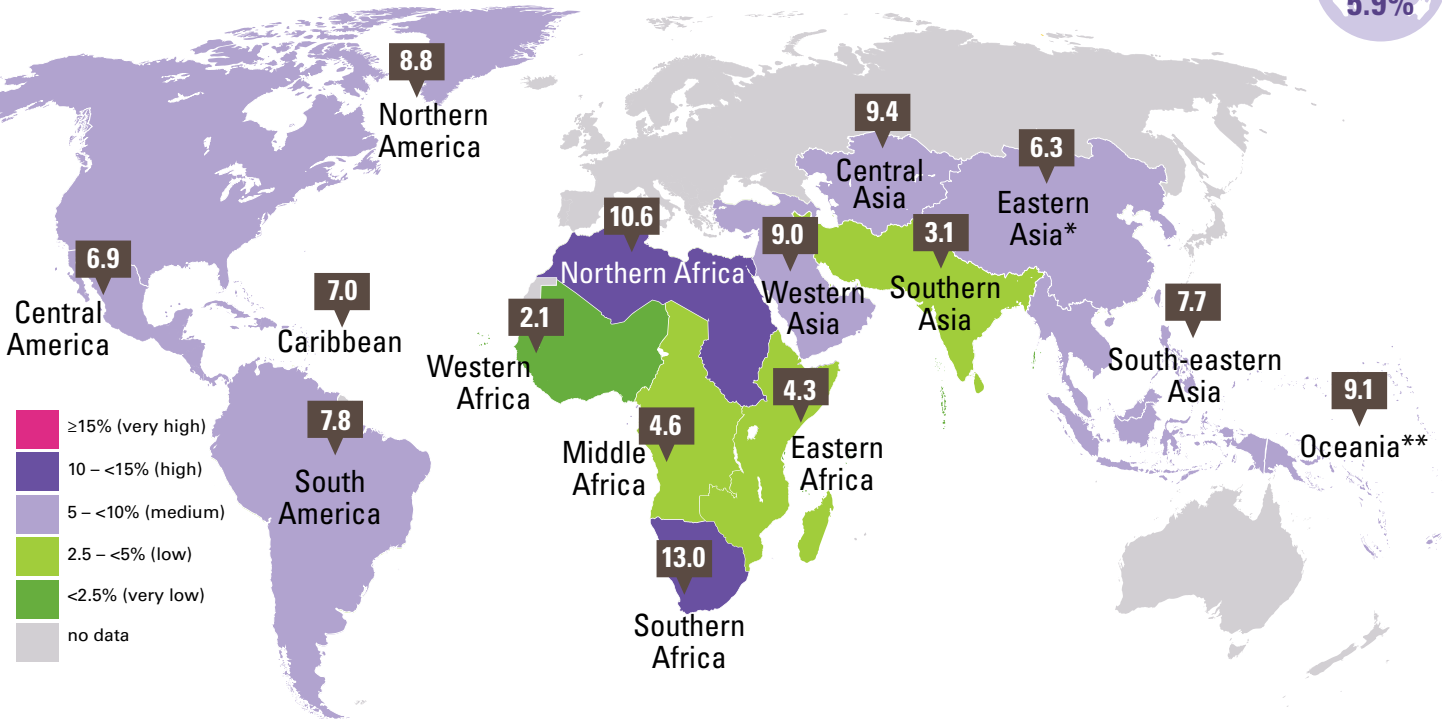 5.9%
8.8
Northern
America
9.4
Central
Asia
6.3
Eastern
Asia*
10.6
Northern Africa
9.0
Western
Asia
3.1
Southern
Asia
6.9
Central
America
7.0
Caribbean
2.1
Western
Africa
7.7
South-eastern
Asia
7.8
South
America
4.6
Middle
Africa
4.3
Eastern
Africa
9.1
Oceania**
13.0
Southern
Africa
≥15% (very high)
10 – <15% (high)
5 – <10% (medium)
2.5 – <5% (low)
<2.5% (very low)
no data